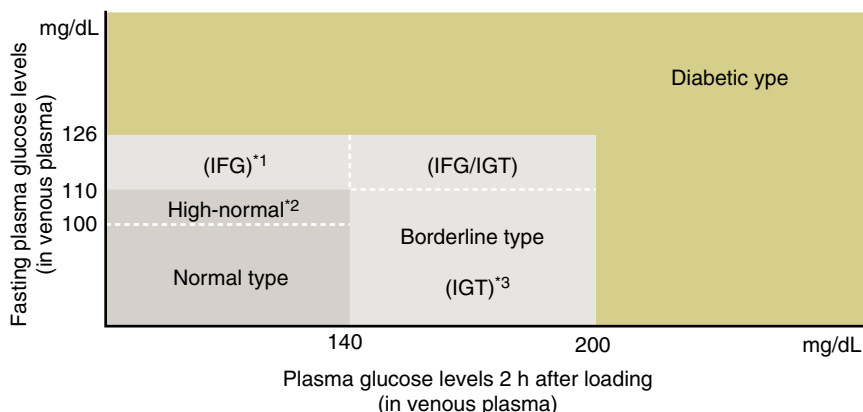 mg/dL
Fasting plasma glucose levels
(in venous plasma)
Diabetic ype
126
(IFG)*1
(IFG/IGT)
110
High-normal*2
100
Borderline type
Normal type
(IGT)*3
140
200
mg/dL
Plasma glucose levels 2 h after loading
(in venous plasma)